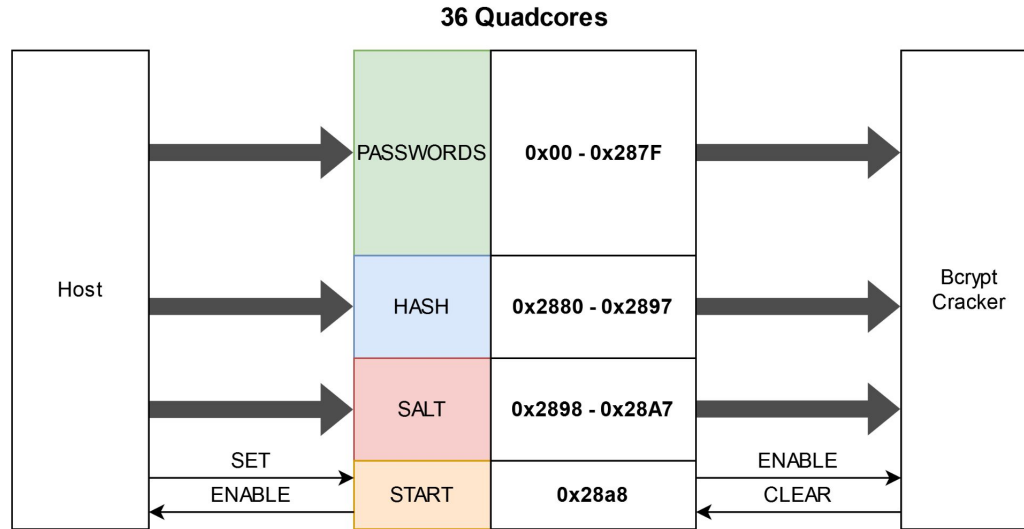 36 Quadcores
PASSWORDS
0x00 - 0x287F
Host
HASH
0x2880 - 0x2897
Bcrypt
Cracker
SALT
0x2898 - 0x28A7
SET
ENABLE
START
0x28a8
ENABLE
CLEAR